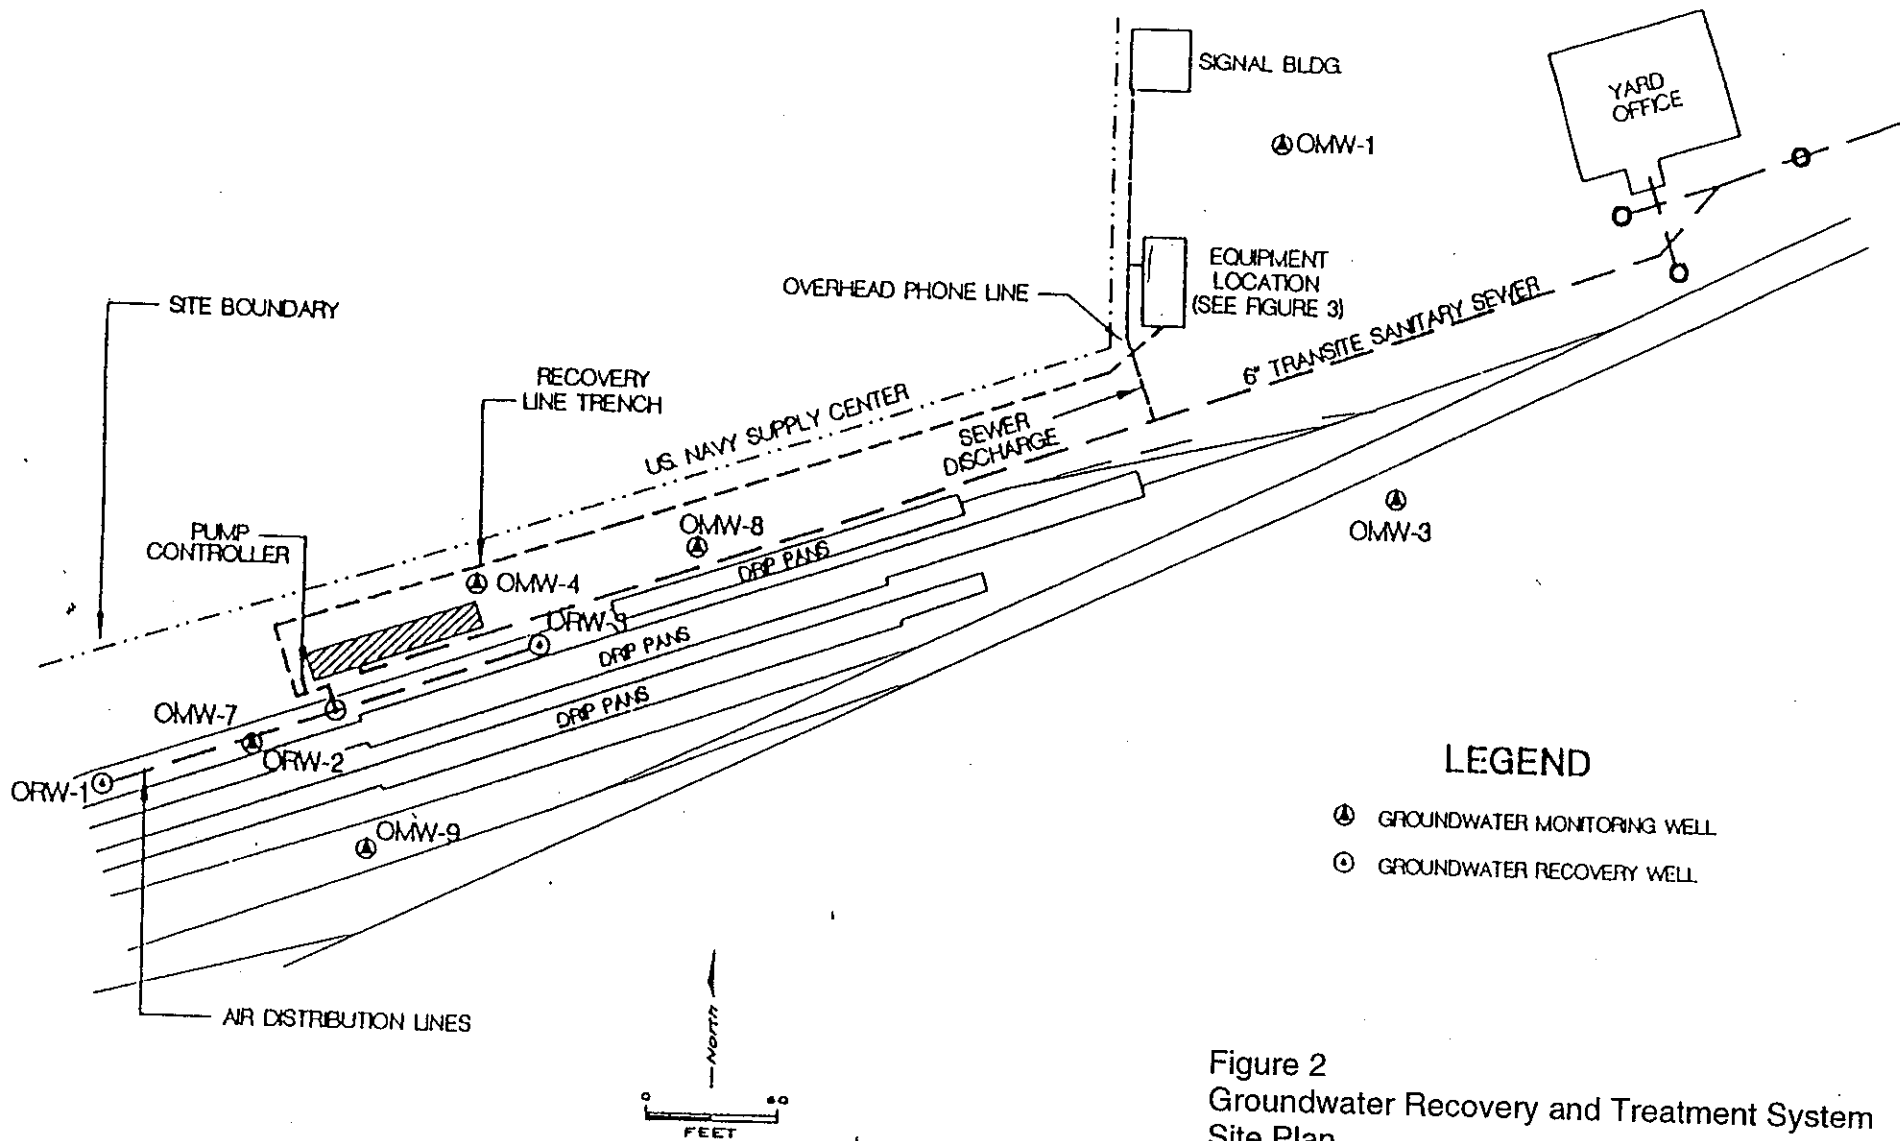 SIGNAL BLDG.
YARD
OFFICE
OMW-1
EQUIPMENT
LOCATION
(SEE FIGURE 3)
OVERHEAD PHONE LINE
SITE BOUNDARY
6" TRANSITE SANITARY SEWER
RECOVERY
LINE TRENCH
U.S. NAVY SUPPLY CENTER
SEWER
DISCHARGE
PUMP
CONTROLLER
OMW-8
OMW-3
OMW-4
DRIP PANS
ORW-3
DRIP PANS
DRIP PANS
OMW-7
ORW-2
ORW-1
OMW-9
LEGEND
GROUNDWATER MONITORING WELL
GROUNDWATER RECOVERY WELL
AIR DISTRIBUTION LINES
NORTH
0
FEET
Figure 2
Groundwater Recovery and Treatment System
Site Plan